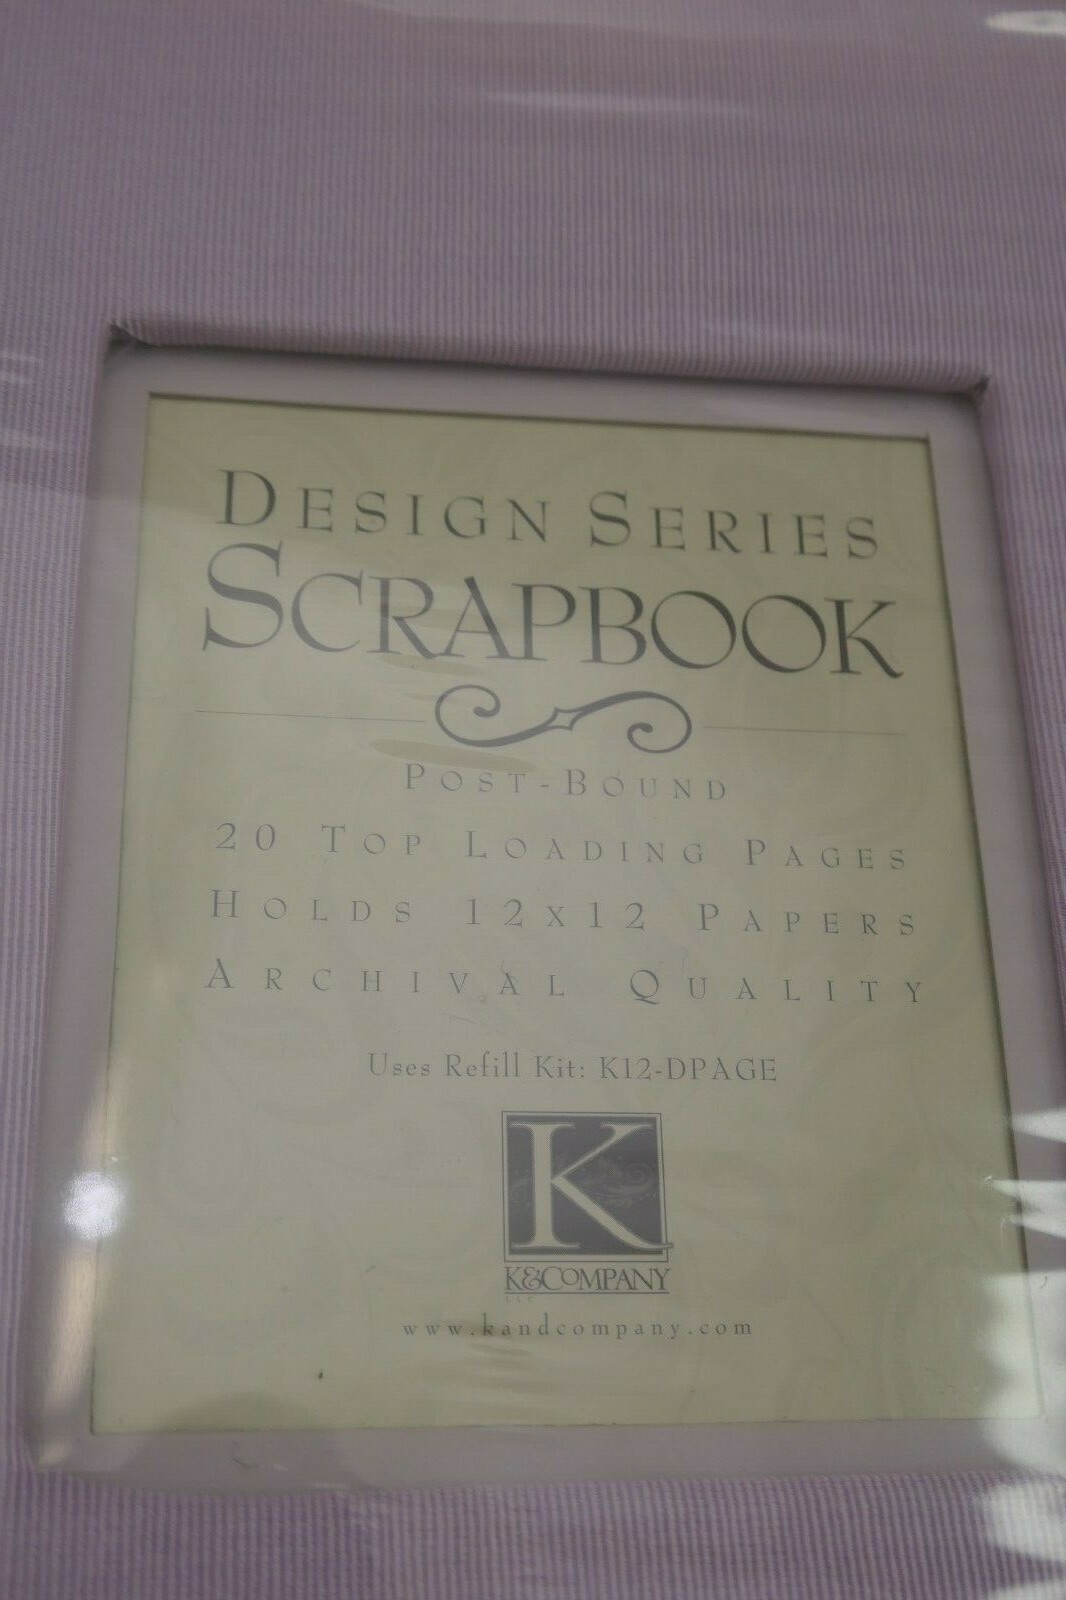 DESIGN SERIES
SCRAPBOOK
POST-BOUND
20 TOP LOADING PAGES
HOLDS 12X12 PAPERS
ARCHIVAL QUALITY
Uses Refill Kit: K12-DPAGE
K
K&COMPANY
LLC
www.kandcompany.com